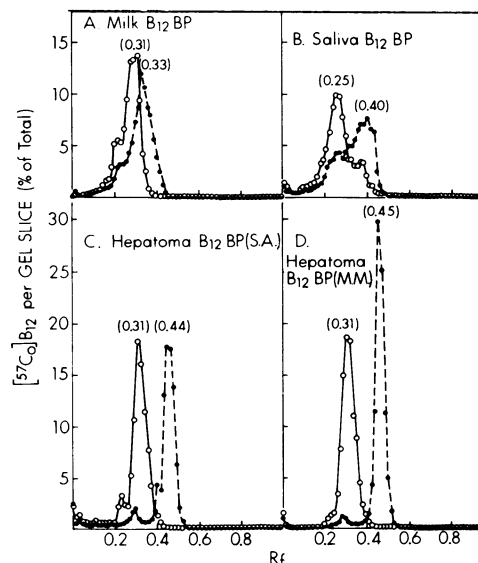 A. Milk B12 BP
(0.31)
(0.33)
B. Saliva B12 BP
(0.25)
(0.40)
15
10
5
[57Co]B12 per GEL SLICE (% of Total)
C. Hepatoma B12 BP(S.A.)
(0.31)
(0.44)
D.
Hepatoma
B12 BP(M.M.)
(0.45)
(0.31)
30
25
20
15
10
5
0.2 0.4 0.6 0.8
0.2 0.4 0.6 0.8
Rf